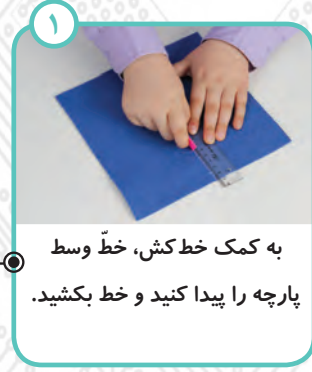 ۱
به کمک خط‌کش، خطّ وسط
پارچه را پیدا کنید و خط بکشید.